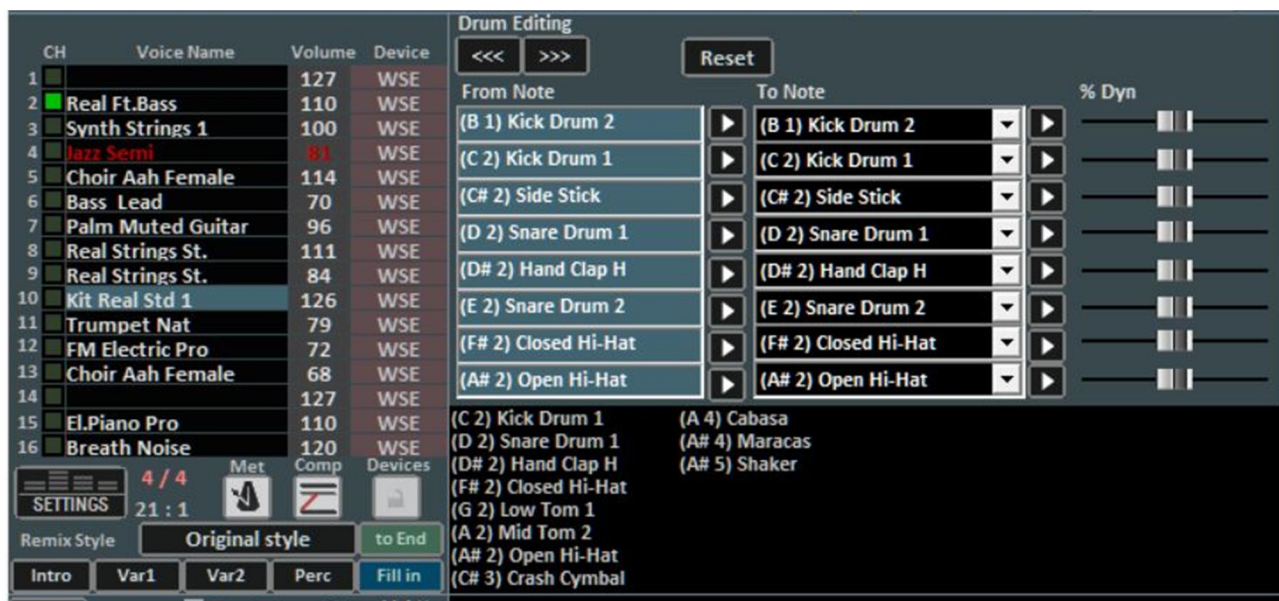 CH Voice Name Volume Device
1 127 WSE
2 Real Ft.Bass 110 WSE
3 Synth Strings 1 100 WSE
4 Jazz Semi 81 WSE
5 Choir Aah Female 114 WSE
6 Bass Lead 70 WSE
7 Palm Muted Guitar 96 WSE
8 Real Strings St. 111 WSE
9 Real Strings St. 84 WSE
10 Kit Real Std 1 126 WSE
11 Trumpet Nat 79 WSE
12 FM Electric Pro 72 WSE
13 Choir Aah Female 68 WSE
14 127 WSE
15 El.Piano Pro 110 WSE
16 Breath Noise 120 WSE
Met Comp Devices
SETTINGS 4 / 4
21 : 1
Remix Style Original style to End
Intro Var1 Var2 Perc Fill in
Drum Editing
<<< >>> Reset
From Note To Note % Dyn
(B 1) Kick Drum 2 (B 1) Kick Drum 2
(C 2) Kick Drum 1 (C 2) Kick Drum 1
(C# 2) Side Stick (C# 2) Side Stick
(D 2) Snare Drum 1 (D 2) Snare Drum 1
(D# 2) Hand Clap H (D# 2) Hand Clap H
(E 2) Snare Drum 2 (E 2) Snare Drum 2
(F# 2) Closed Hi-Hat (F# 2) Closed Hi-Hat
(A# 2) Open Hi-Hat (A# 2) Open Hi-Hat
(C 2) Kick Drum 1 (A 4) Cabasa
(D 2) Snare Drum 1 (A# 4) Maracas
(D# 2) Hand Clap H (A# 5) Shaker
(F# 2) Closed Hi-Hat
(G 2) Low Tom 1
(A 2) Mid Tom 2
(A# 2) Open Hi-Hat
(C# 3) Crash Cymbal